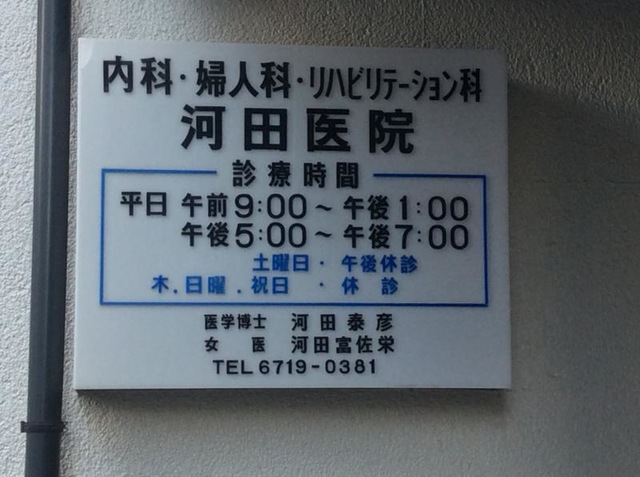 内科・婦人科・リハビリテーション科
河田医院
診療時間
平日 午前9:00～午後1:00
午後5:00～午後7:00
土曜日・午後休診
木.日曜.祝日・休診
医学博士 河田泰彦
女医 河田富佐栄
TEL6719-0381